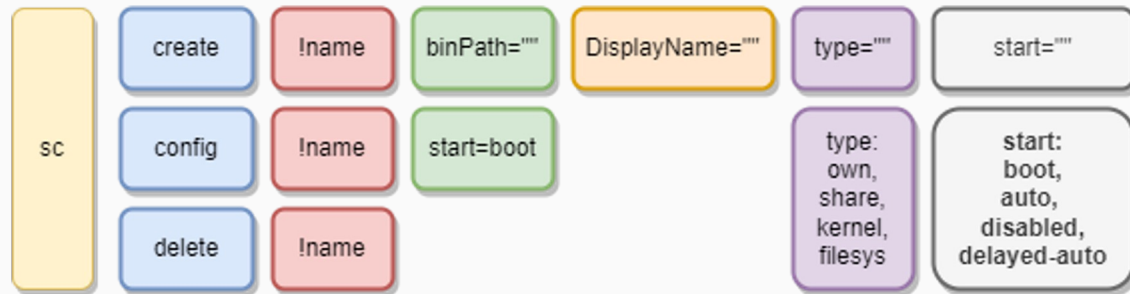 sc
create
!name
binPath=""
DisplayName=""
type=""
start=""
config
!name
start=boot
delete
!name
type:
own,
share,
kernel,
filesys
start:
boot,
auto,
disabled,
delayed-auto